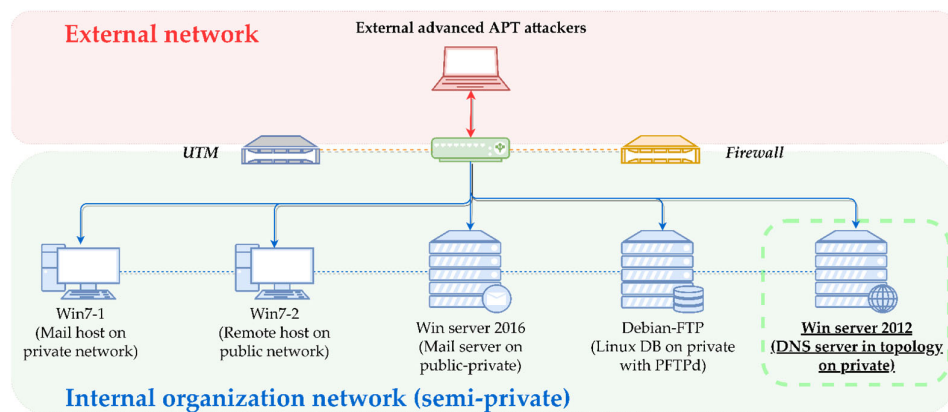 External network
External advanced APT attackers
UTM
Firewall
Win7-1
(Mail host on
private network)
Win7-2
(Remote host on
public network)
Win server 2016
(Mail server on
public-private)
Debian-FTP
(Linux DB on private
with PFTPd)
Win server 2012
(DNS server in topology
on private)
Internal organization network (semi-private)